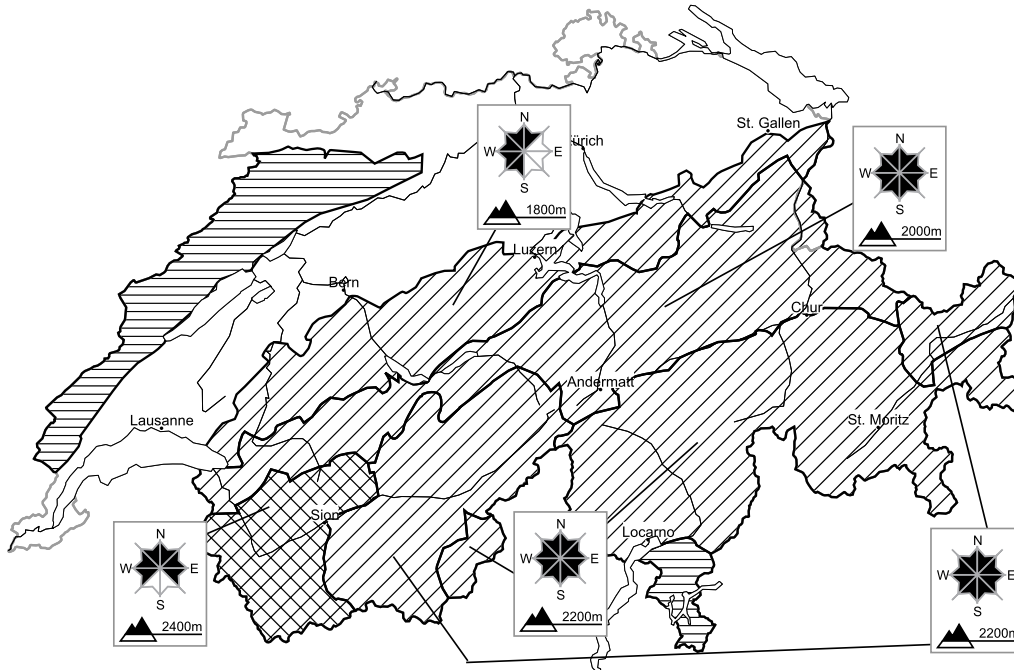 St. Gallen
N
W E
S
1800m
ürich
N
W E
S
2000m
Luzern
Bern
Chur
Andermatt
Lausanne
St. Moritz
Sion
Locarno
N
W E
S
2400m
N
W E
S
2200m
N
W E
S
2200m